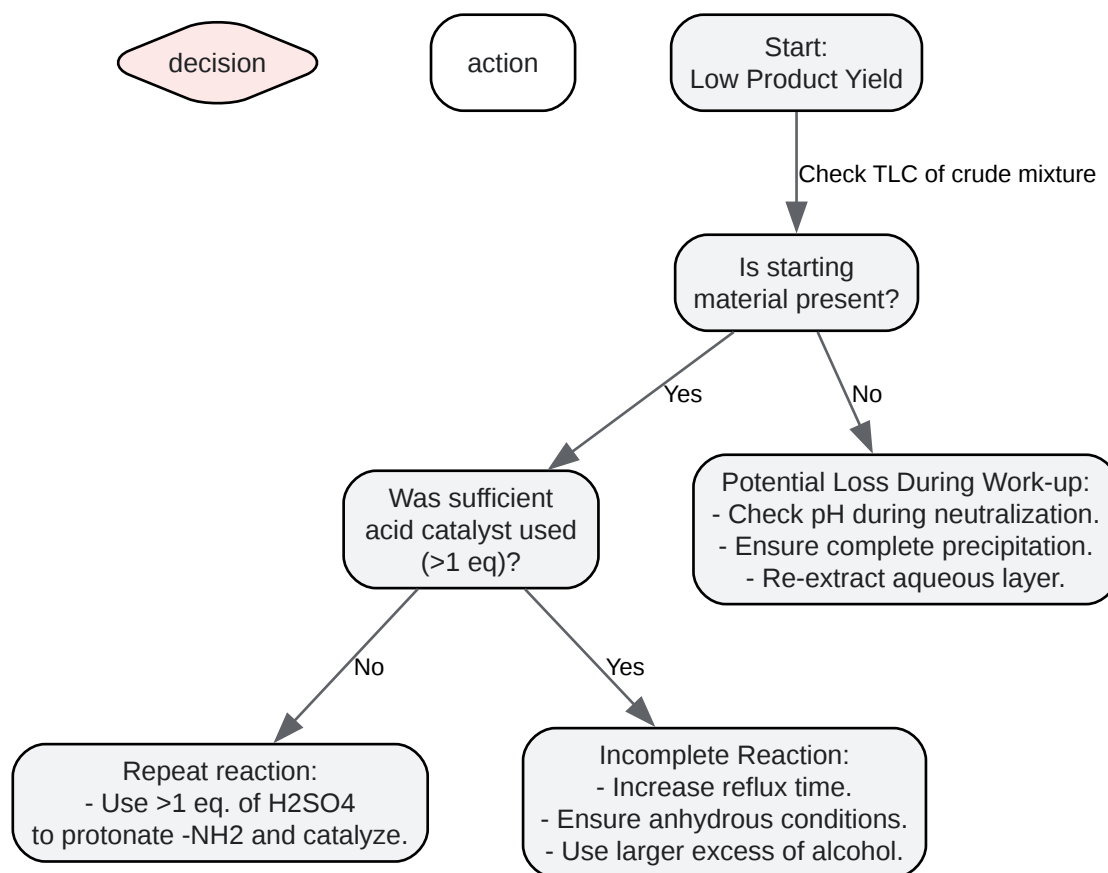 decision
action
Start:
Low Product Yield
Check TLC of crude mixture
Is starting
material present?
Yes
No
Was sufficient
acid catalyst used
(>1 eq)?
Potential Loss During Work-up:
- Check pH during neutralization.
- Ensure complete precipitation.
- Re-extract aqueous layer.
No
Yes
Repeat reaction:
- Use >1 eq. of H2SO4
to protonate -NH2 and catalyze.
Incomplete Reaction:
- Increase reflux time.
- Ensure anhydrous conditions.
- Use larger excess of alcohol.